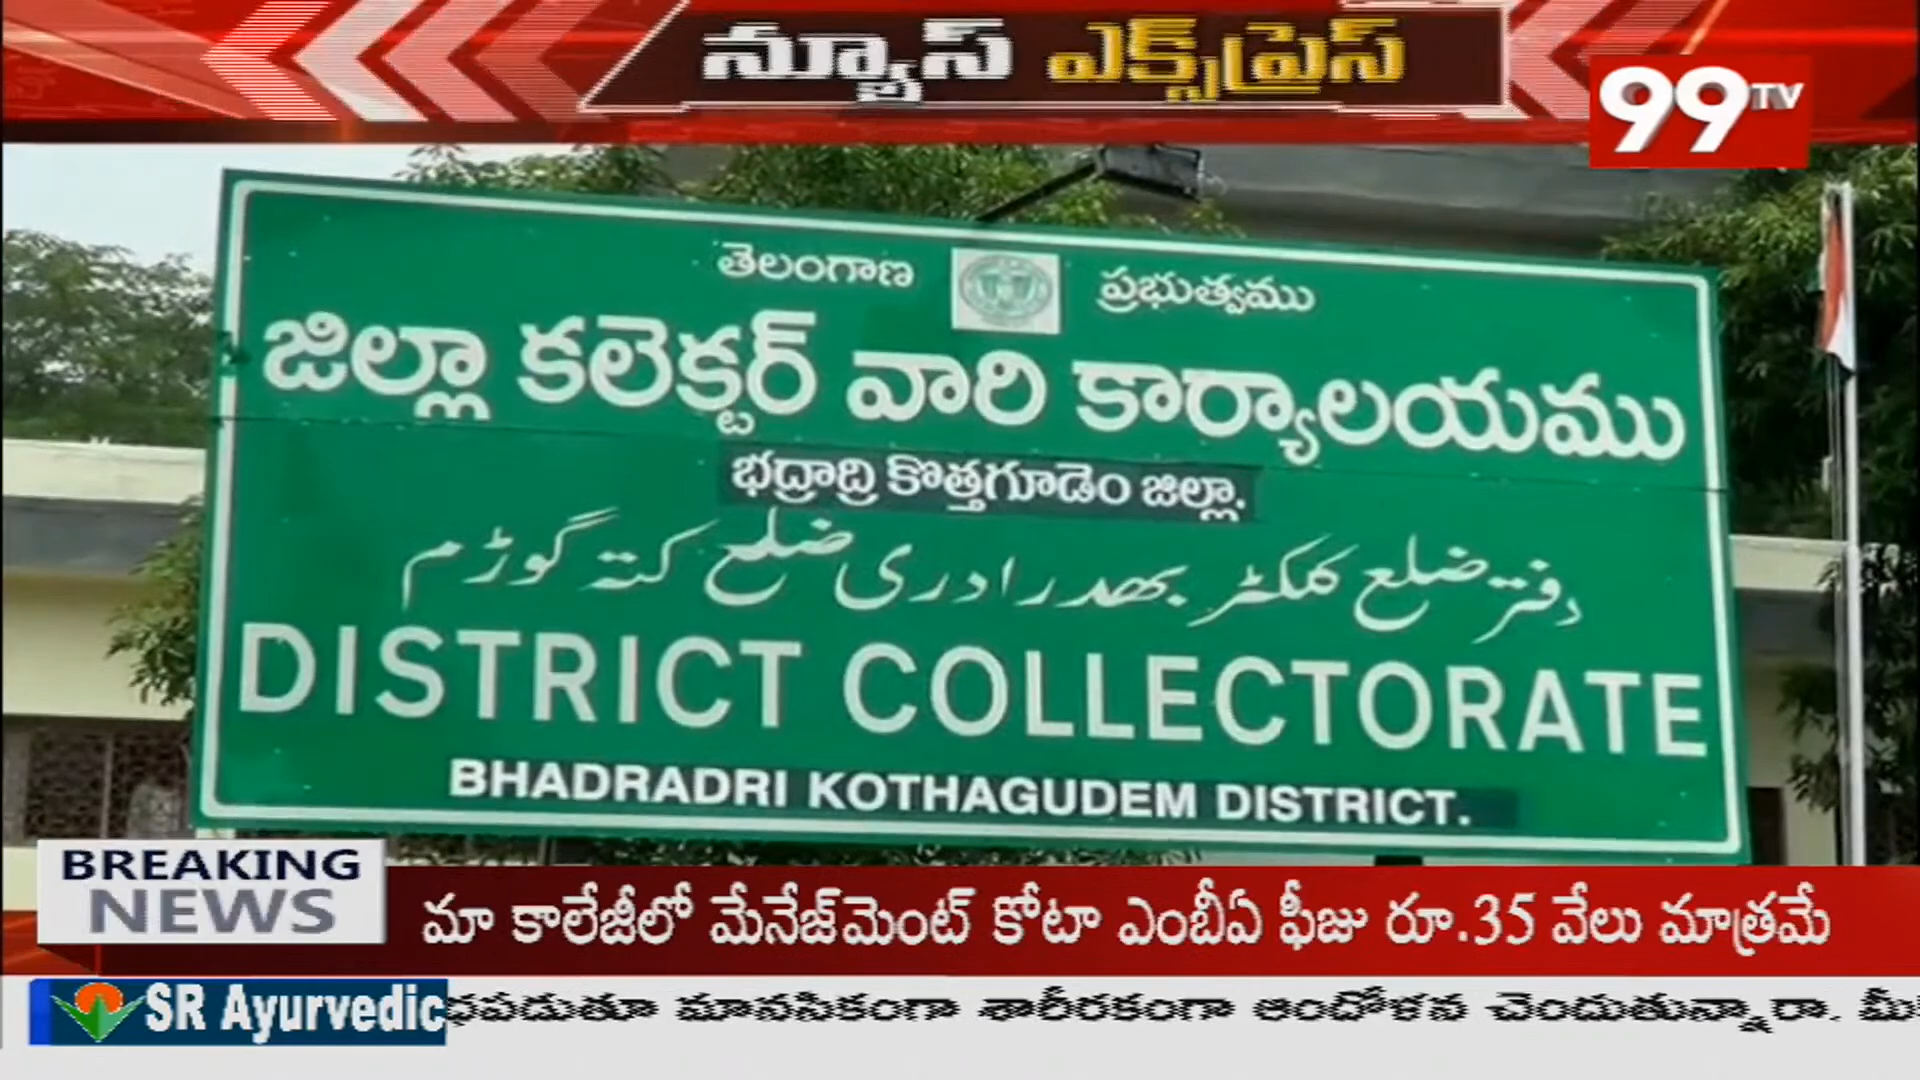 న్యూస్ ఎక్స్‌ప్రెస్
99TV
తెలంగాణ ప్రభుత్వము
జిల్లా కలెక్టర్ వారి కార్యాలయము
భద్రాద్రి కొత్తగూడెం జిల్లా.
دفتر ضلع کلکٹر بھدرادری ضلع کتہ گوڑم
DISTRICT COLLECTORATE
BHADRADRI KOTHAGUDEM DISTRICT.
BREAKING NEWS
మా కాలేజీలో మేనేజ్‌మెంట్ కోటా ఎంబీఏ ఫీజు రూ.35 వేలు మాత్రమే
SR Ayurvedic మానసికంగా శారీరకంగా ఆందోళన చెందుతున్నారా.